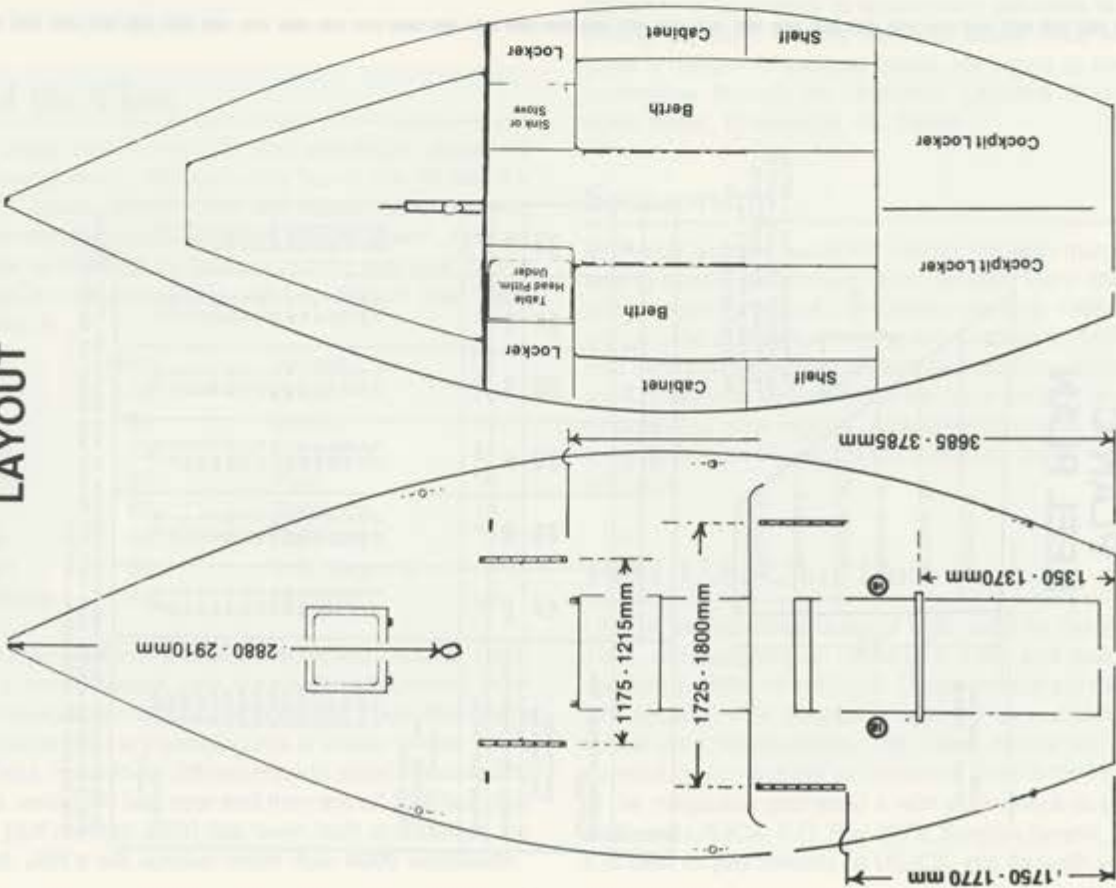 LAYOUT
Locker
Cabinet
Shelf
Sink or
Stove
Berth
Cockpit Locker
Cockpit Locker
Table
Head Pittm.
Under
Berth
Locker
Cabinet
Shelf
3685 - 3785mm
2880 - 2910mm
1175 - 1215mm
1725 - 1800mm
1350 - 1370mm
1750 - 1770 mm